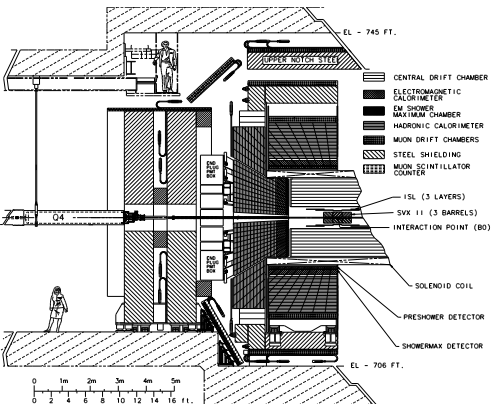 EL - 745 FT.
UPPER NOTCH STEEL
CENTRAL DRIFT CHAMBER
ELECTROMAGNETIC
CALORIMETER
EM SHOWER
MAXIMUM CHAMBER
HADRONIC CALORIMETER
MUON DRIFT CHAMBERS
STEEL SHIELDING
MUON SCINTILLATOR
COUNTER
END
PLUG
PMT
BOX
ISL (3 LAYERS)
SVX II (3 BARRELS)
INTERACTION POINT (B0)
Q4
END
PLUG
PMT
BOX
SOLENOID COIL
PRESHOWER DETECTOR
SHOWERMAX DETECTOR
EL - 706 FT.
0 1m 2m 3m 4m 5m
0 2 4 6 8 10 12 14 16 ft.